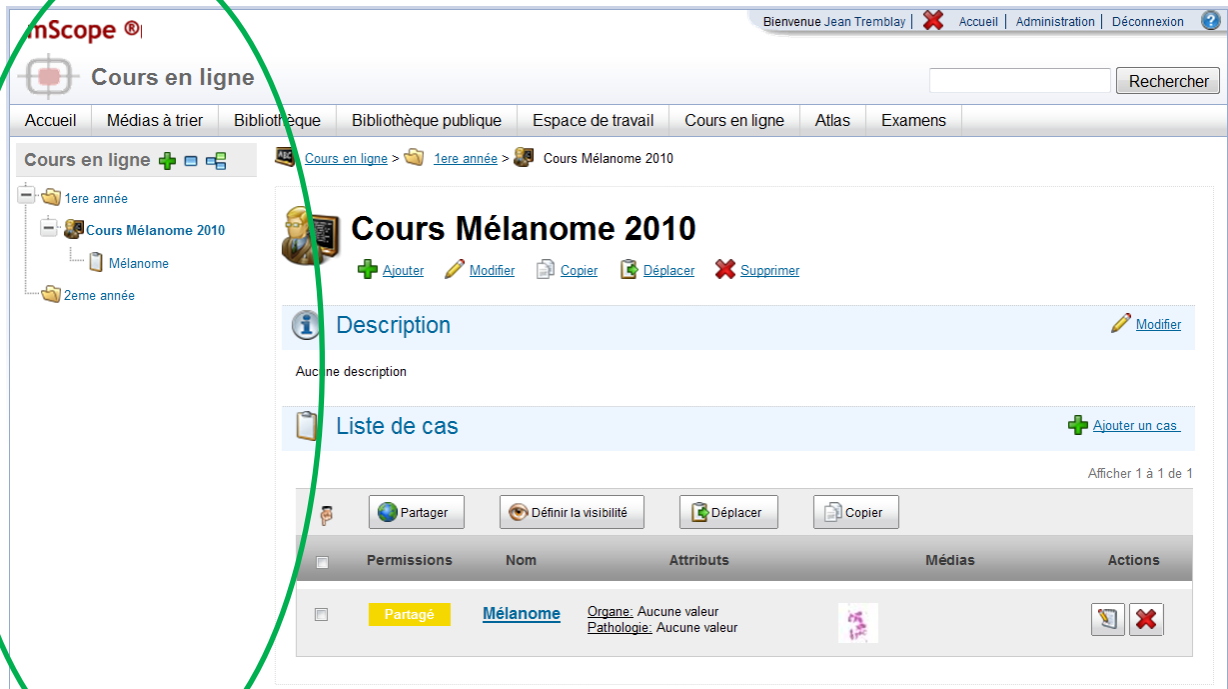 mScope ®
Bienvenue Jean Tremblay | Accueil | Administration | Déconnexion
Cours en ligne
Rechercher
Accueil Médias à trier Bibliothèque Bibliothèque publique Espace de travail Cours en ligne Atlas Examens
Cours en ligne
Cours en ligne > 1ere année > Cours Mélanome 2010
1ere année
Cours Mélanome 2010
Mélanome
2eme année
Cours Mélanome 2010
Ajouter Modifier Copier Déplacer Supprimer
Description
Modifier
Aucune description
Liste de cas
Ajouter un cas
Afficher 1 à 1 de 1
Partager Définir la visibilité Déplacer Copier
Permissions Nom Attributs Médias Actions
Partagé Mélanome Organe: Aucune valeur
Pathologie: Aucune valeur